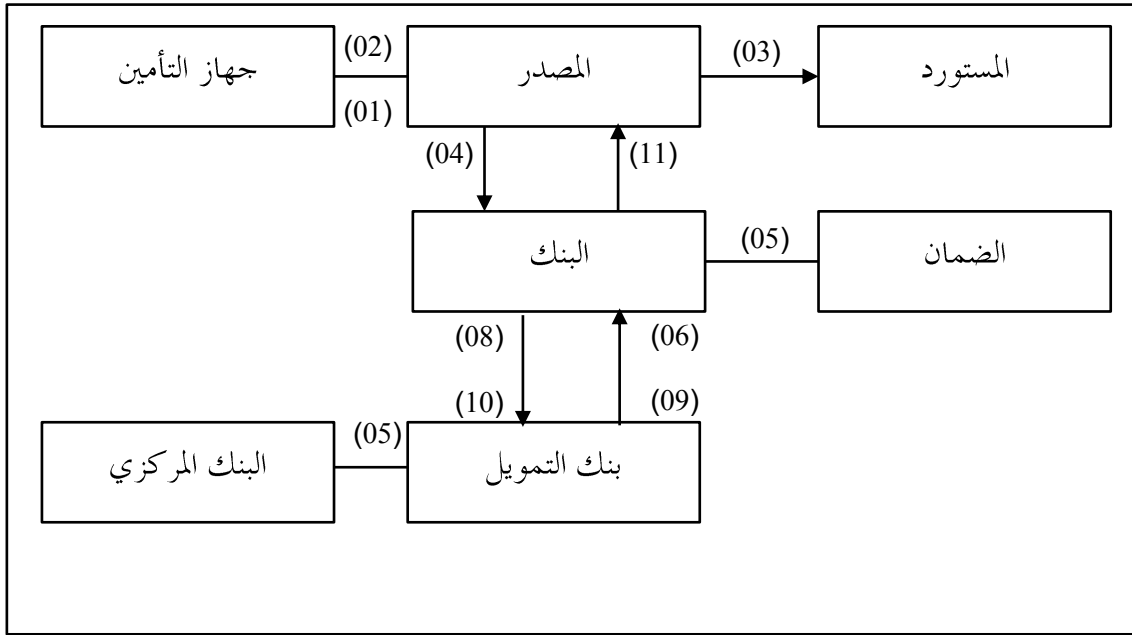 جهاز التأمين
(02)
(01)
المصدر
(03)
المستورد
(04)
(11)
البنك
(05)
الضمان
(08)
(06)
(10)
(09)
البنك المركزي
(05)
بنك التمويل